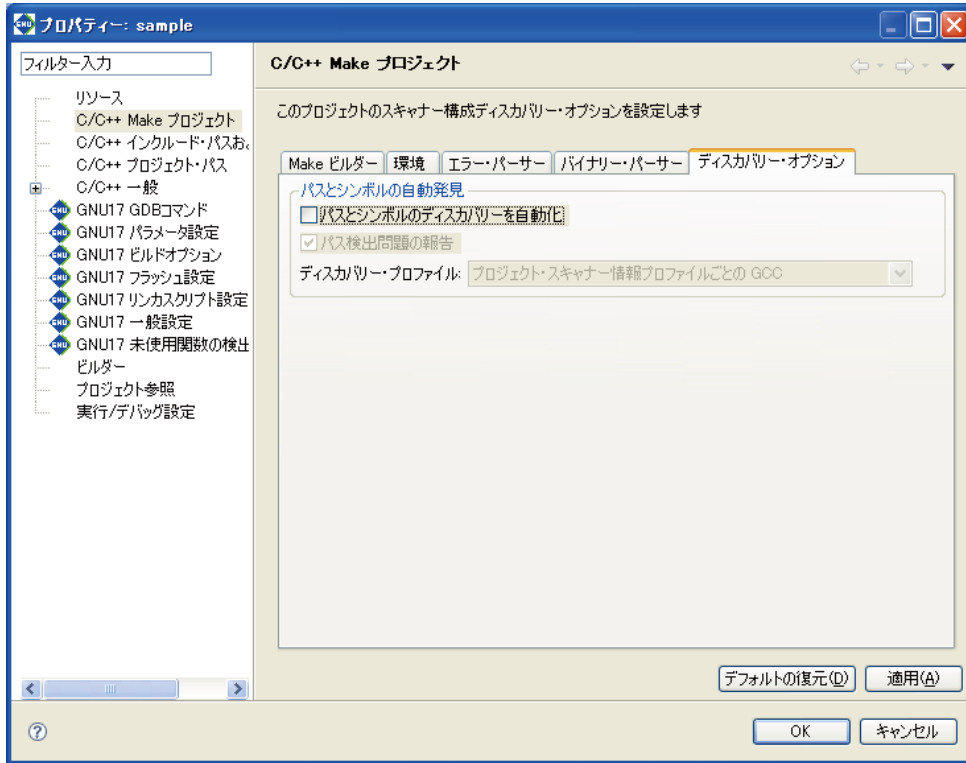 プロパティー: sample
フィルター入力
リソース
C/C++ Make プロジェクト
C/C++ インクルード・パスお
C/C++ プロジェクト・パス
C/C++ 一般
GNU17 GDBコマンド
GNU17 パラメータ設定
GNU17 ビルドオプション
GNU17 フラッシュ設定
GNU17 リンカスクリプト設定
GNU17 一般設定
GNU17 未使用関数の検出
ビルダー
プロジェクト参照
実行/デバッグ設定
C/C++ Make プロジェクト
このプロジェクトのスキャナー構成ディスカバリー・オプションを設定します
Make ビルダー 環境 エラー・パーサー バイナリー・パーサー ディスカバリー・オプション
パスとシンボルの自動発見
パスとシンボルのディスカバリーを自動化
パス検出問題の報告
ディスカバリー・プロファイル: プロジェクト・スキャナー情報プロファイルごとの GCC
デフォルトの復元(D) 適用(A)
OK キャンセル